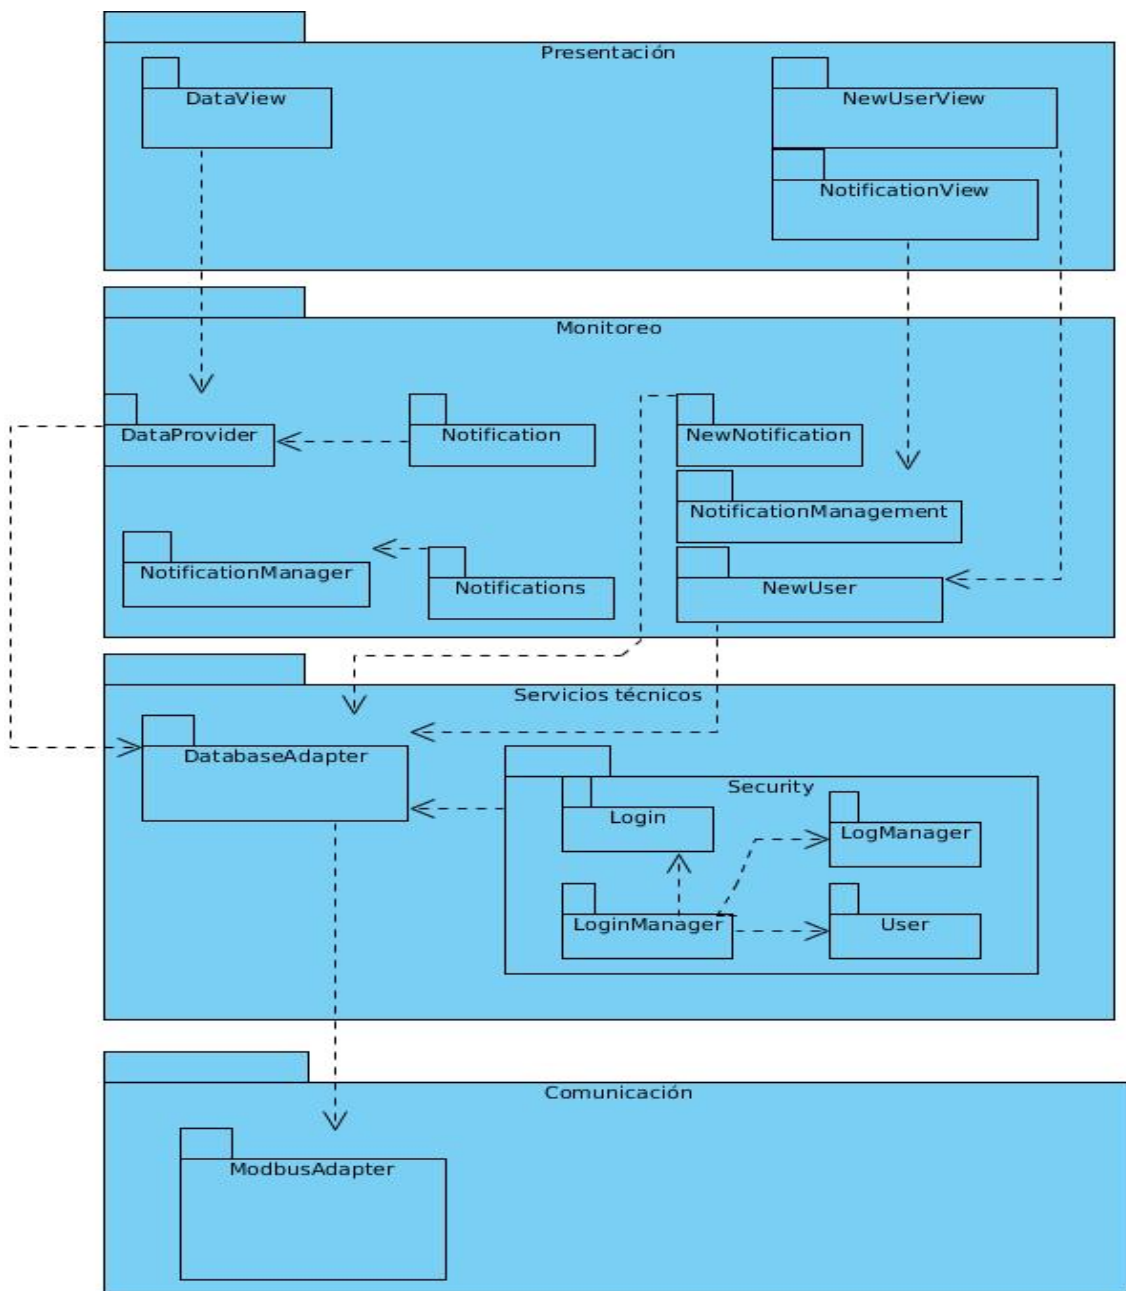 Presentación
DataView
NewUserView
NotificationView
Monitoreo
DataProvider
Notification
NewNotification
NotificationManagement
NotificationManager
Notifications
NewUser
Servicios técnicos
DatabaseAdapter
Security
Login
LogManager
LoginManager
User
Comunicación
ModbusAdapter